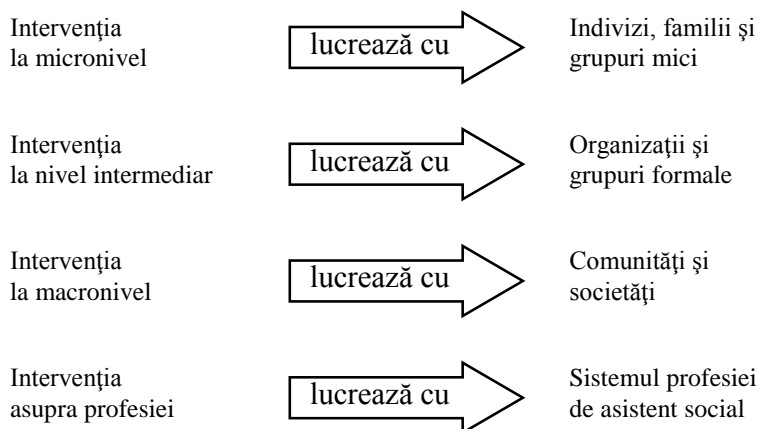 Intervenţia
la micronivel
lucrează cu
Indivizi, familii şi
grupuri mici
Intervenţia
la nivel intermediar
lucrează cu
Organizaţii şi
grupuri formale
Intervenţia
la macronivel
lucrează cu
Comunităţi şi
societăţi
Intervenţia
asupra profesiei
lucrează cu
Sistemul profesiei
de asistent social